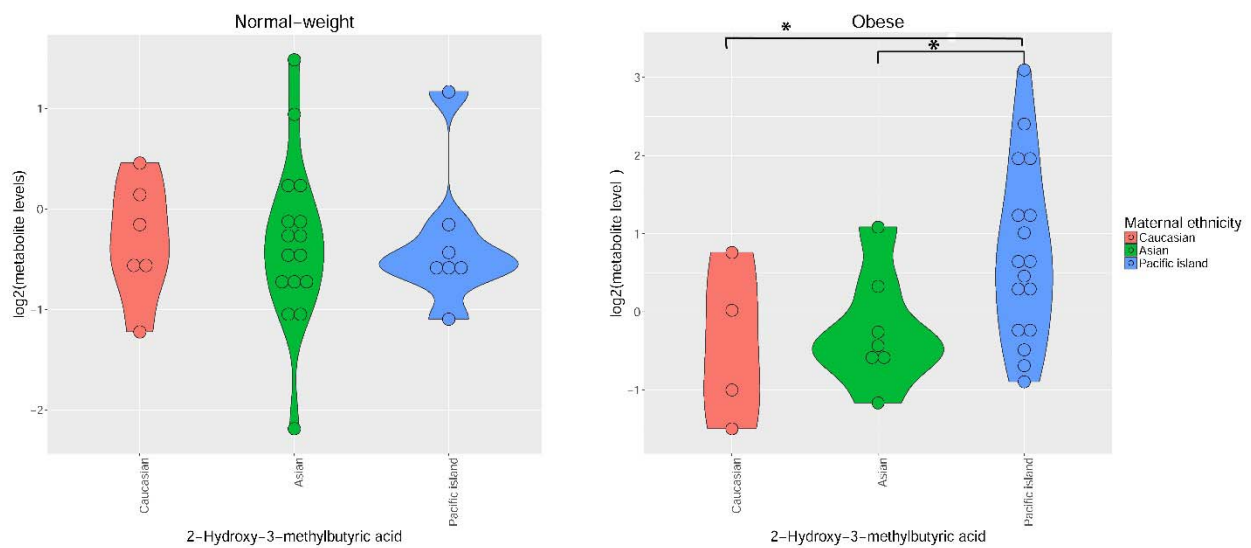 Normal-weight
log2(metabolite levels)
1
0
-1
-2
Caucasian
Asian
Pacific island
2-Hydroxy-3-methylbutyric acid
Obese
*
*
log2(metabolite level )
3
2
1
0
-1
Caucasian
Asian
Pacific island
2-Hydroxy-3-methylbutyric acid
Maternal ethnicity
Caucasian
Asian
Pacific island